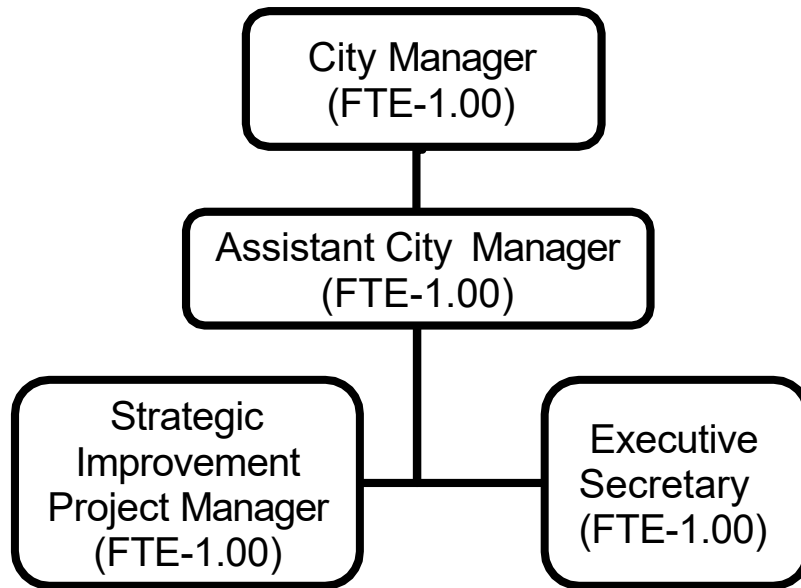 City Manager
(FTE-1.00)
Assistant City Manager
(FTE-1.00)
Strategic
Improvement
Project Manager
(FTE-1.00)
Executive
Secretary
(FTE-1.00)